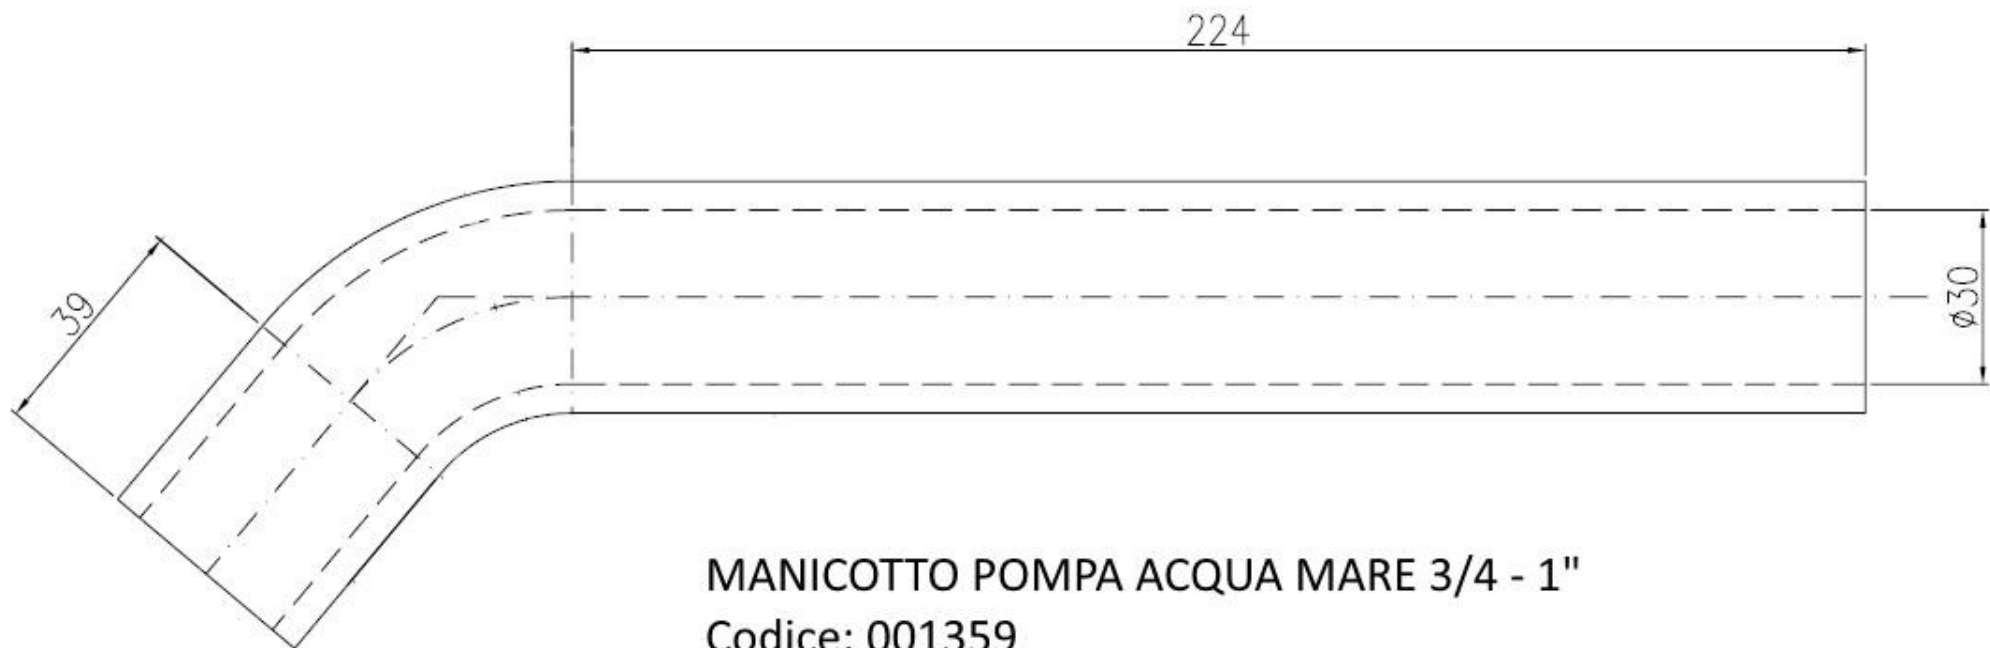 224
39
ø30
MANICOTTO POMPA ACQUA MARE 3/4 - 1"
Codice: 001359